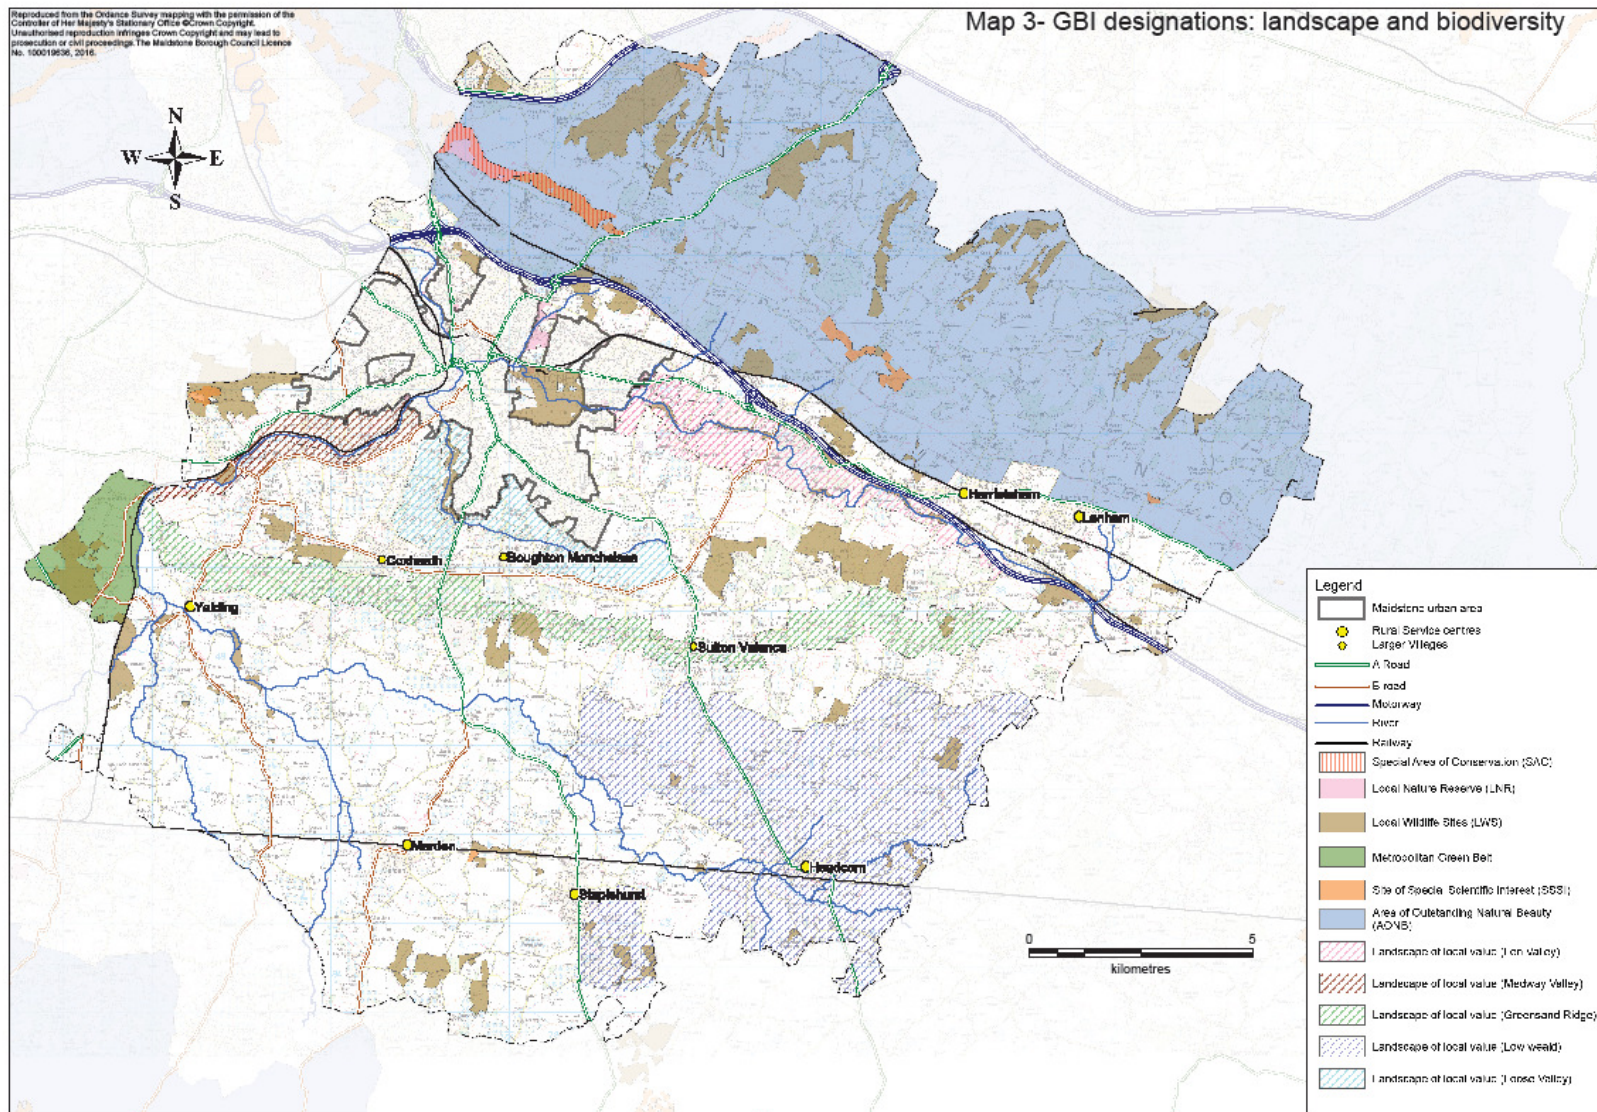 Reproduced from the Ordance Survey mapping with the permission of the
Controller of Her Majesty's Stationary Office ©Crown Copyright.
Unauthorised reproduction infringes Crown Copyright and may lead to
prosecution or civil proceedings. The Maidstone Borough Council Licence
No. 100019636, 2016.
Map 3- GBI designations: landscape and biodiversity
N
W
E
S
Harrietsham
Lenham
Coxheath
Boughton Monchelsea
Yalding
Sutton Valence
Marden
Headcorn
Staplehurst
0
5
kilometres
Legend
Maidstone urban area
Rural Service centres
Larger Villages
A Road
B road
Motorway
River
Railway
Special Area of Conservation (SAC)
Local Nature Reserve (LNR)
Local Wildlife Sites (LWS)
Metropolitan Green Belt
Site of Special Scientific Interest (SSSI)
Area of Outstanding Natural Beauty
(AONB)
Landscape of local value (Len Valley)
Landscape of local value (Medway Valley)
Landscape of local value (Greensand Ridge)
Landscape of local value (Low weald)
Landscape of local value (Loose Valley)